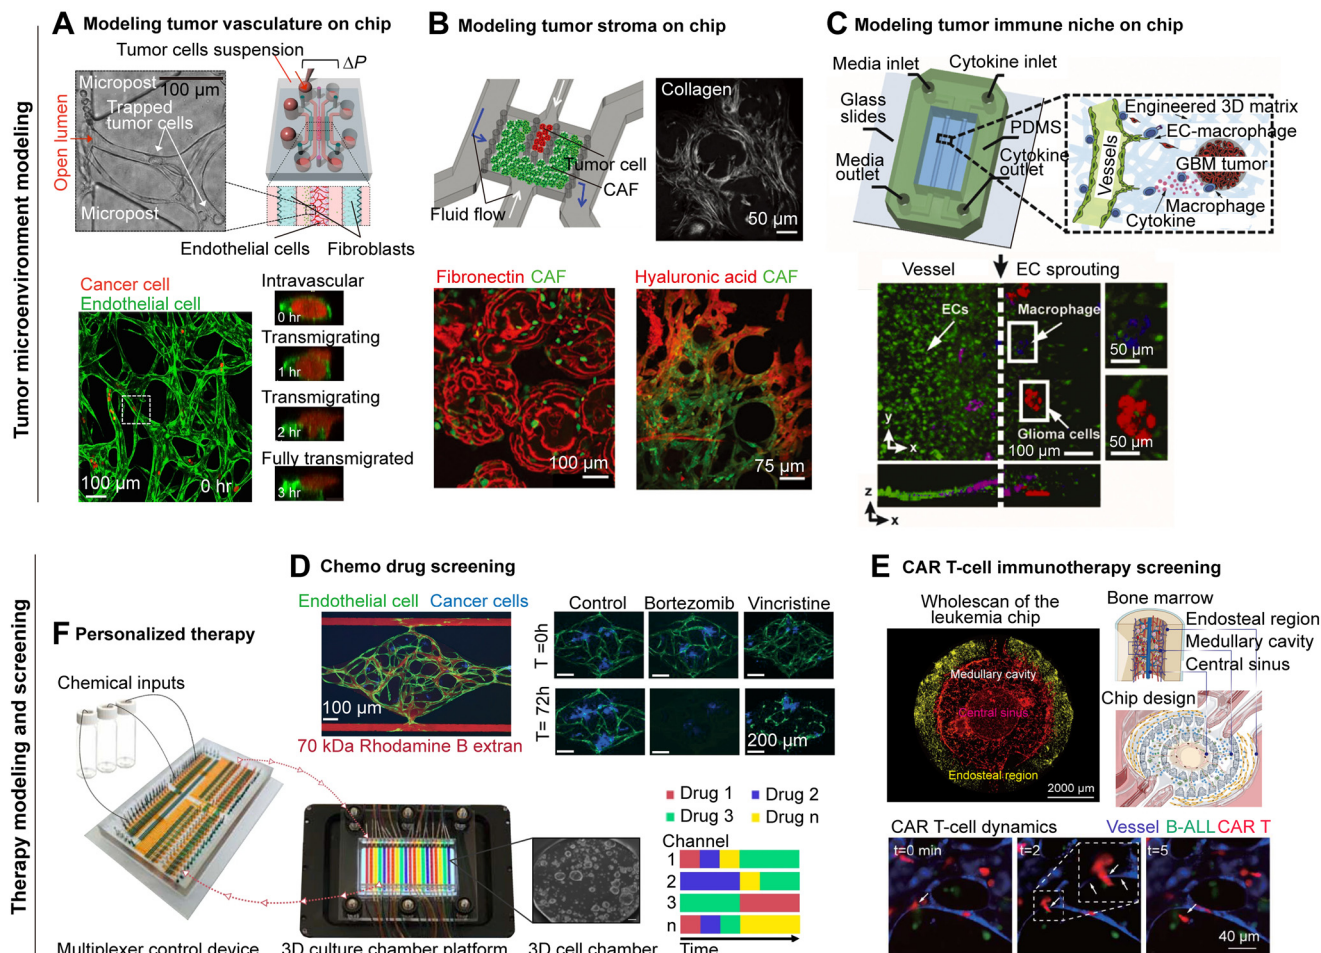 Tumor microenvironment modeling
A Modeling tumor vasculature on chip
Tumor cells suspension
ΔP
Micropost
100 μm
Trapped
tumor cells
Open lumen
Micropost
Endothelial cells
Fibroblasts
Cancer cell
Endothelial cell
100 μm
0 hr
Intravascular
0 hr
Transmigrating
1 hr
Transmigrating
2 hr
Fully transmigrated
3 hr
B Modeling tumor stroma on chip
Tumor cell
CAF
Fluid flow
Collagen
50 μm
Fibronectin CAF
100 μm
Hyaluronic acid CAF
75 μm
C Modeling tumor immune niche on chip
Media inlet
Cytokine inlet
Glass
slides
PDMS
Media
outlet
Cytokine
outlet
Engineered 3D matrix
EC-macrophage
Vessels
GBM tumor
Macrophage
Cytokine
Vessel
EC sprouting
ECs
Macrophage
Glioma cells
y
x
100 μm
50 μm
50 μm
z
x
Therapy modeling and screening
D Chemo drug screening
Endothelial cell Cancer cells
100 μm
70 kDa Rhodamine B extran
Control
Bortezomib
Vincristine
T =0h
T= 72h
200 μm
E CAR T-cell immunotherapy screening
Wholescan of the
leukemia chip
Medullary cavity
Central sinus
Endosteal region
2000 μm
Bone marrow
Endosteal region
Medullary cavity
Central sinus
Chip design
CAR T-cell dynamics
Vessel B-ALL CAR T
t=0 min
t=2
t=5
40 μm
F Personalized therapy
Chemical inputs
Multiplexer control device
3D culture chamber platform
3D cell chamber
Drug 1
Drug 2
Drug 3
Drug n
Channel
1
2
3
n
Time